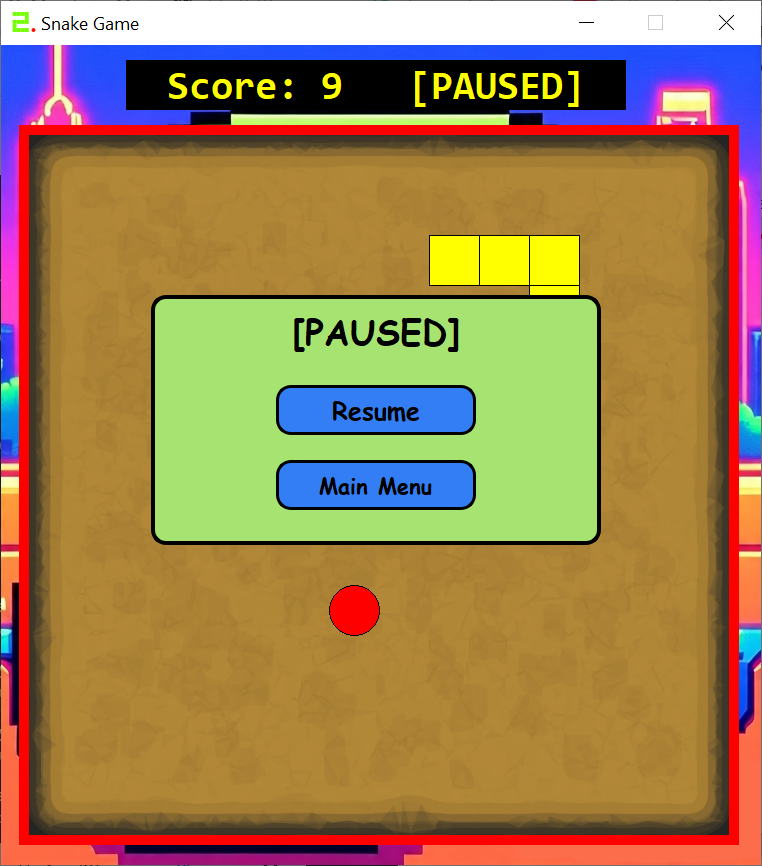 Snake Game
Score: 9 [PAUSED]
[PAUSED]
Resume
Main Menu